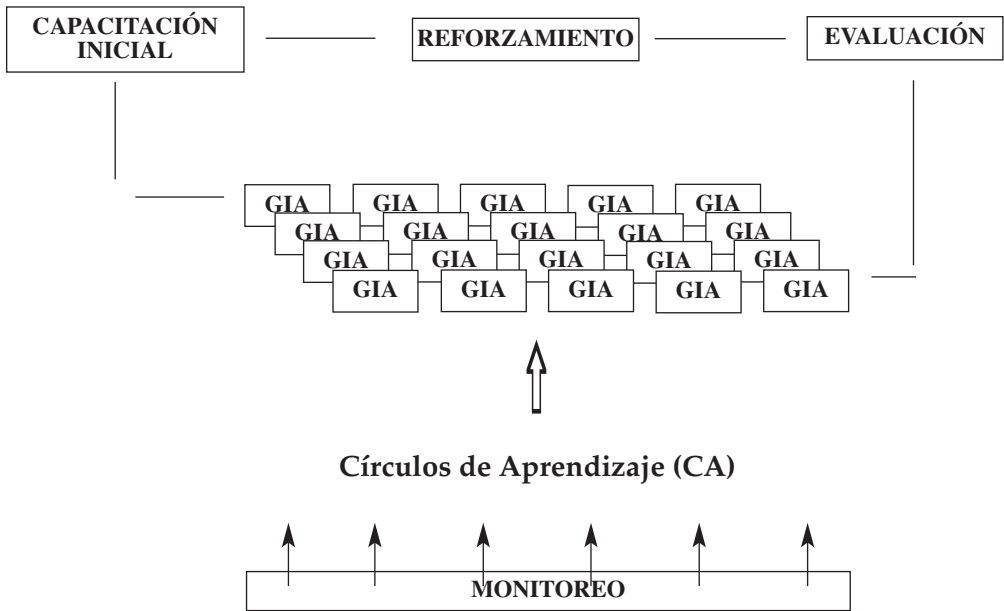 CAPACITACIÓN
INICIAL
REFORZAMIENTO
EVALUACIÓN
GIA GIA GIA GIA GIA
GIA GIA GIA GIA GIA
GIA GIA GIA GIA GIA
GIA GIA GIA GIA GIA
Círculos de Aprendizaje (CA)
MONITOREO